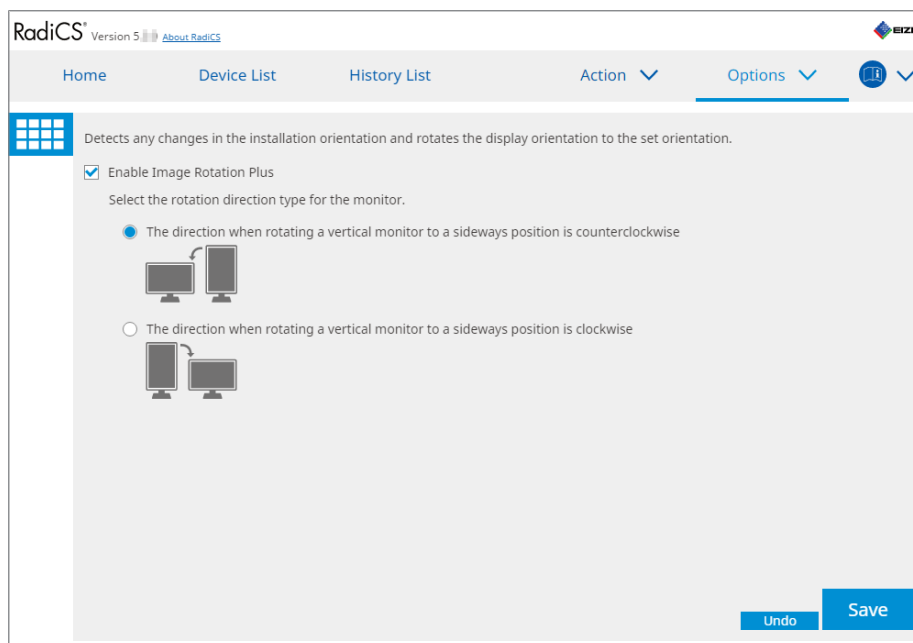 RadiCS® Version 5. About RadiCS
Home Device List History List Action Options
Detects any changes in the installation orientation and rotates the display orientation to the set orientation.
Enable Image Rotation Plus
Select the rotation direction type for the monitor.
The direction when rotating a vertical monitor to a sideways position is counterclockwise
The direction when rotating a vertical monitor to a sideways position is clockwise
Save
Undo